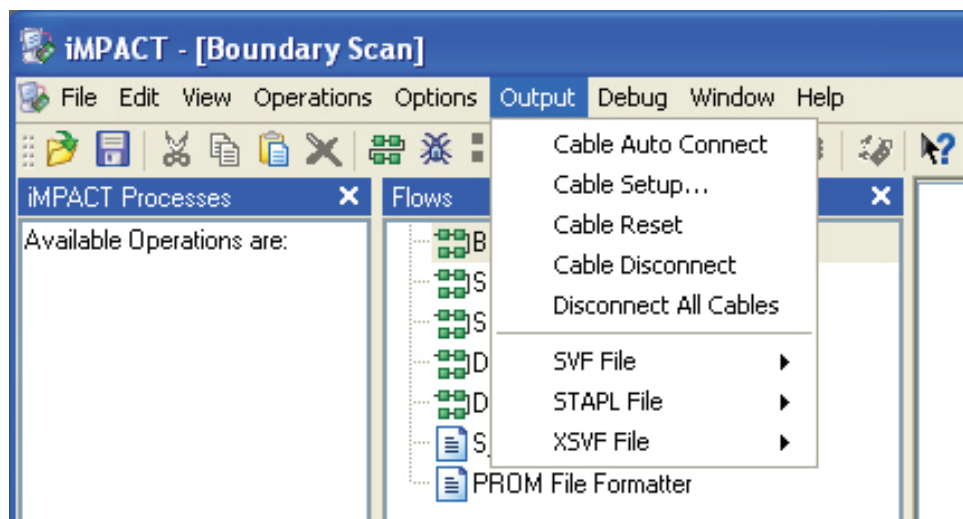 iMPACT - [Boundary Scan]
File Edit View Operations Options Output Debug Window Help
iMPACT Processes
Flows
Available Operations are:
B
S
S
D
D
S_
PROM File Formatter
Cable Auto Connect
Cable Setup...
Cable Reset
Cable Disconnect
Disconnect All Cables
SVF File
STAPL File
XSVF File